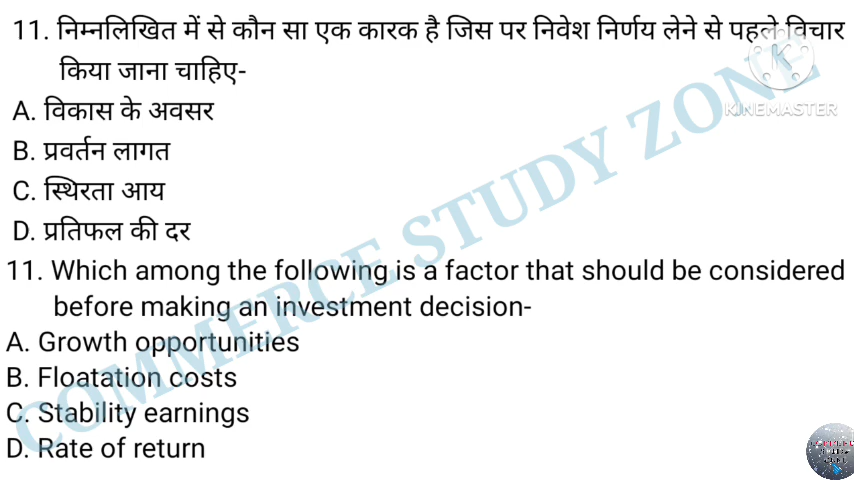 11. निम्नलिखित में से कौन सा एक कारक है जिस पर निवेश निर्णय लेने से पहले विचार
किया जाना चाहिए-
A. विकास के अवसर
B. प्रवर्तन लागत
C. स्थिरता आय
D. प्रतिफल की दर
11. Which among the following is a factor that should be considered
before making an investment decision-
A. Growth opportunities
B. Floatation costs
C. Stability earnings
D. Rate of return
COMMERCE STUDY ZONE
K
KINEMASTER